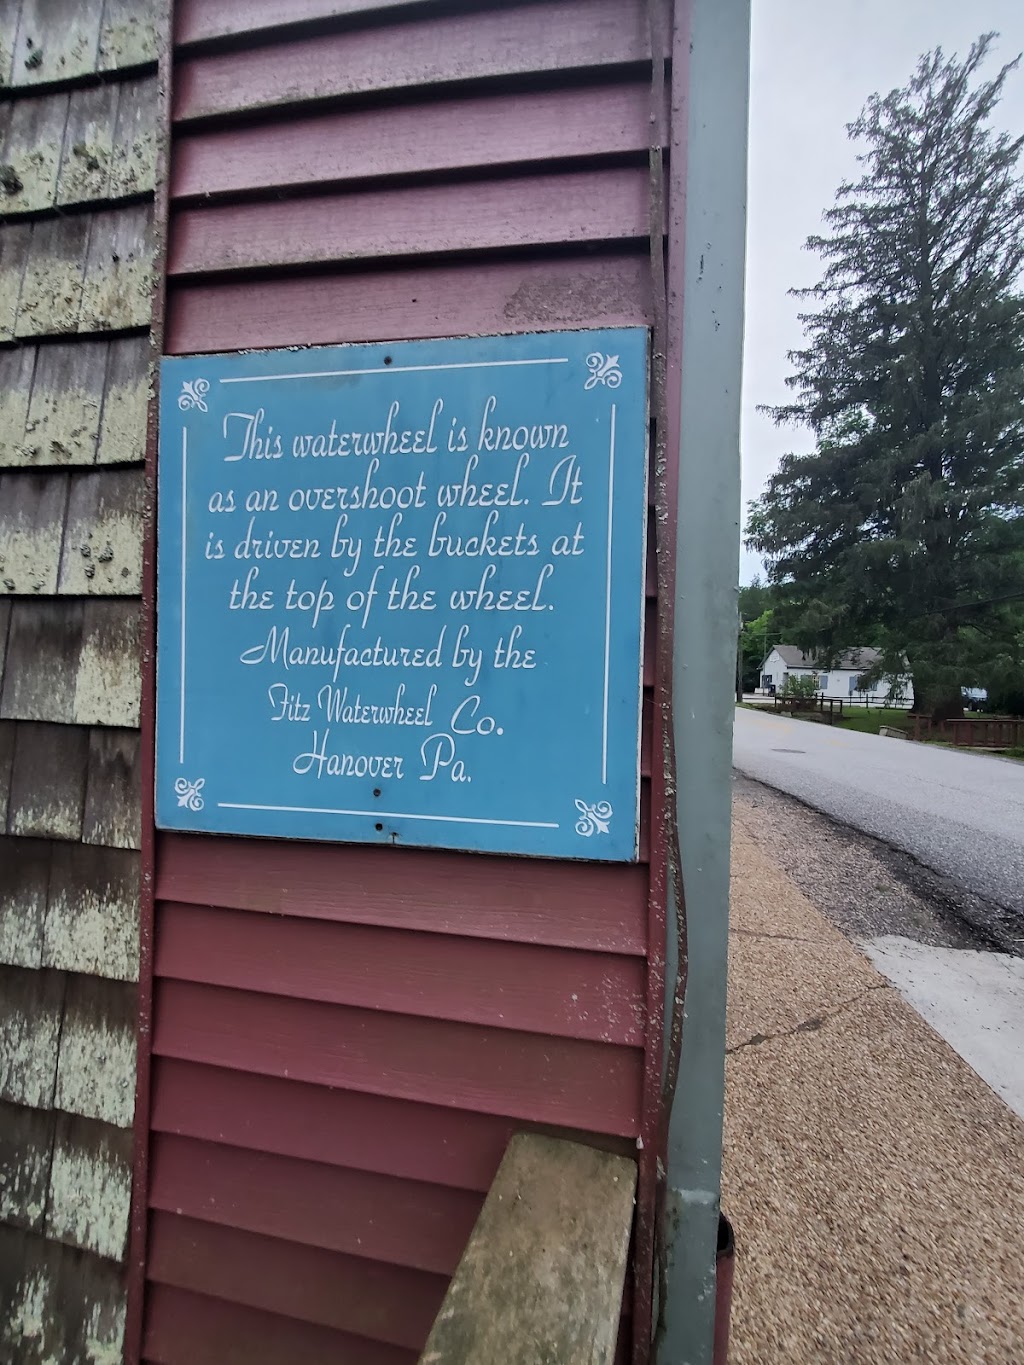 This waterwheel is known
as an overshoot wheel. It
is driven by the buckets at
the top of the wheel.
Manufactured by the
Fitz Waterwheel Co.
Hanover Pa.